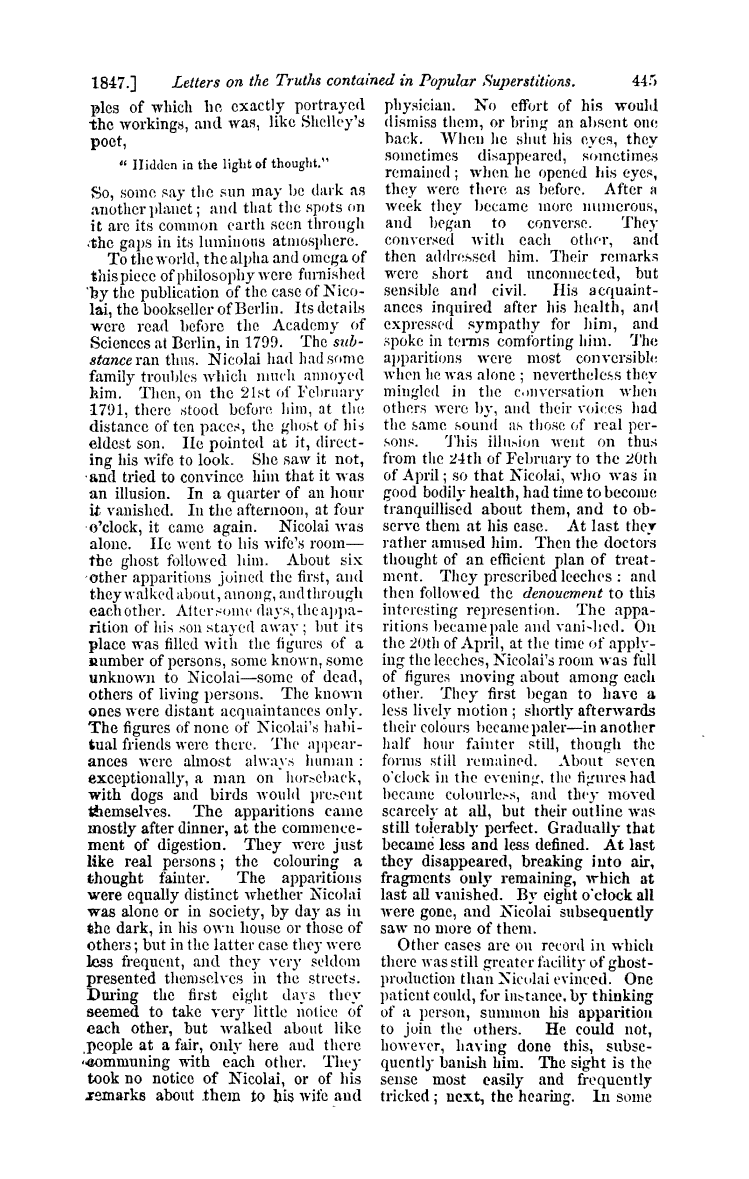 1847.] Letters on the Truths contained in Popular Superstitions. 445
ples of which he exactly portrayed
the workings, and was, like Shelley's
poet,
“ Hidden in the light of thought.”
So, some say the sun may be dark as
another planet ; and that the spots on
it are its common earth seen through
the gaps in its luminous atmosphere.
To the world, the alpha and omega of
this piece of philosophy were furnished
by the publication of the case of Nico-
lai, the bookseller of Berlin. Its details
were read before the Academy of
Sciences at Berlin, in 1799. The sub-
stance ran thus. Nicolai had had some
family troubles which much annoyed
him. Then, on the 21st of February
1791, there stood before him, at the
distance of ten paces, the ghost of his
eldest son. He pointed at it, direct-
ing his wife to look. She saw it not,
and tried to convince him that it was
an illusion. In a quarter of an hour
it vanished. In the afternoon, at four
o'clock, it came again. Nicolai was
alone. He went to his wife's room—
the ghost followed him. About six
other apparitions joined the first, and
they walked about, among, and through
each other. After some days, the appa-
rition of his son stayed away ; but its
place was filled with the figures of a
number of persons, some known, some
unknown to Nicolai—some of dead,
others of living persons. The known
ones were distant acquaintances only.
The figures of none of Nicolai's habi-
tual friends were there. The appear-
ances were almost always human :
exceptionally, a man on horseback,
with dogs and birds would present
themselves. The apparitions came
mostly after dinner, at the commence-
ment of digestion. They were just
like real persons ; the colouring a
thought fainter. The apparitions
were equally distinct whether Nicolai
was alone or in society, by day as in
the dark, in his own house or those of
others ; but in the latter case they were
less frequent, and they very seldom
presented themselves in the streets.
During the first eight days they
seemed to take very little notice of
each other, but walked about like
people at a fair, only here and there
communing with each other. They
took no notice of Nicolai, or of his
remarks about them to his wife and
physician. No effort of his would
dismiss them, or bring an absent one
back. When he shut his eyes, they
sometimes disappeared, sometimes
remained ; when he opened his eyes,
they were there as before. After a
week they became more numerous,
and began to converse. They
conversed with each other, and
then addressed him. Their remarks
were short and unconnected, but
sensible and civil. His acquaint-
ances inquired after his health, and
expressed sympathy for him, and
spoke in terms comforting him. The
apparitions were most conversible
when he was alone ; nevertheless they
mingled in the conversation when
others were by, and their voices had
the same sound as those of real per-
sons. This illusion went on thus
from the 24th of February to the 20th
of April ; so that Nicolai, who was in
good bodily health, had time to become
tranquillised about them, and to ob-
serve them at his ease. At last they
rather amused him. Then the doctors
thought of an efficient plan of treat-
ment. They prescribed leeches : and
then followed the denouement to this
interesting represention. The appa-
ritions became pale and vanished. On
the 20th of April, at the time of apply-
ing the leeches, Nicolai's room was full
of figures moving about among each
other. They first began to have a
less lively motion ; shortly afterwards
their colours became paler—in another
half hour fainter still, though the
forms still remained. About seven
o'clock in the evening, the figures had
became colourless, and they moved
scarcely at all, but their outline was
still tolerably perfect. Gradually that
became less and less defined. At last
they disappeared, breaking into air,
fragments only remaining, which at
last all vanished. By eight o'clock all
were gone, and Nicolai subsequently
saw no more of them.
Other cases are on record in which
there was still greater facility of ghost-
production than Nicolai evinced. One
patient could, for instance, by thinking
of a person, summon his apparition
to join the others. He could not,
however, having done this, subse-
quently banish him. The sight is the
sense most easily and frequently
tricked ; next, the hearing. In some